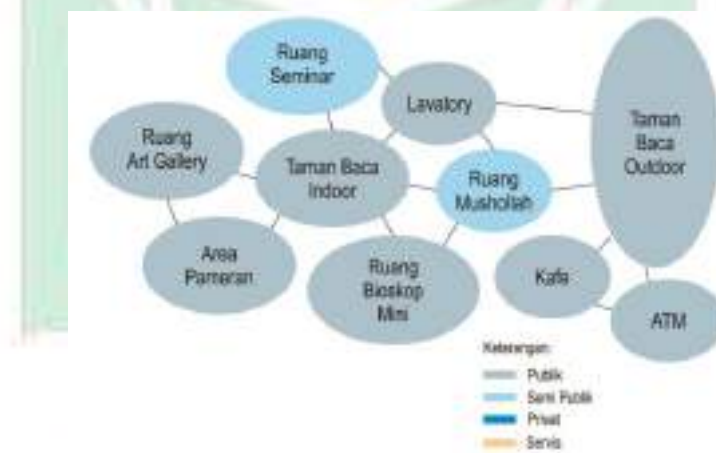 Ruang
Seminar
Lavatory
Taman
Baca
Outdoor
Ruang
Art Gallery
Taman Baca
Indoor
Ruang
Mushollah
Area
Pameran
Ruang
Bioskop
Mini
Kafe
ATM
Keterangan:
Publik
Semi Publik
Privat
Servis